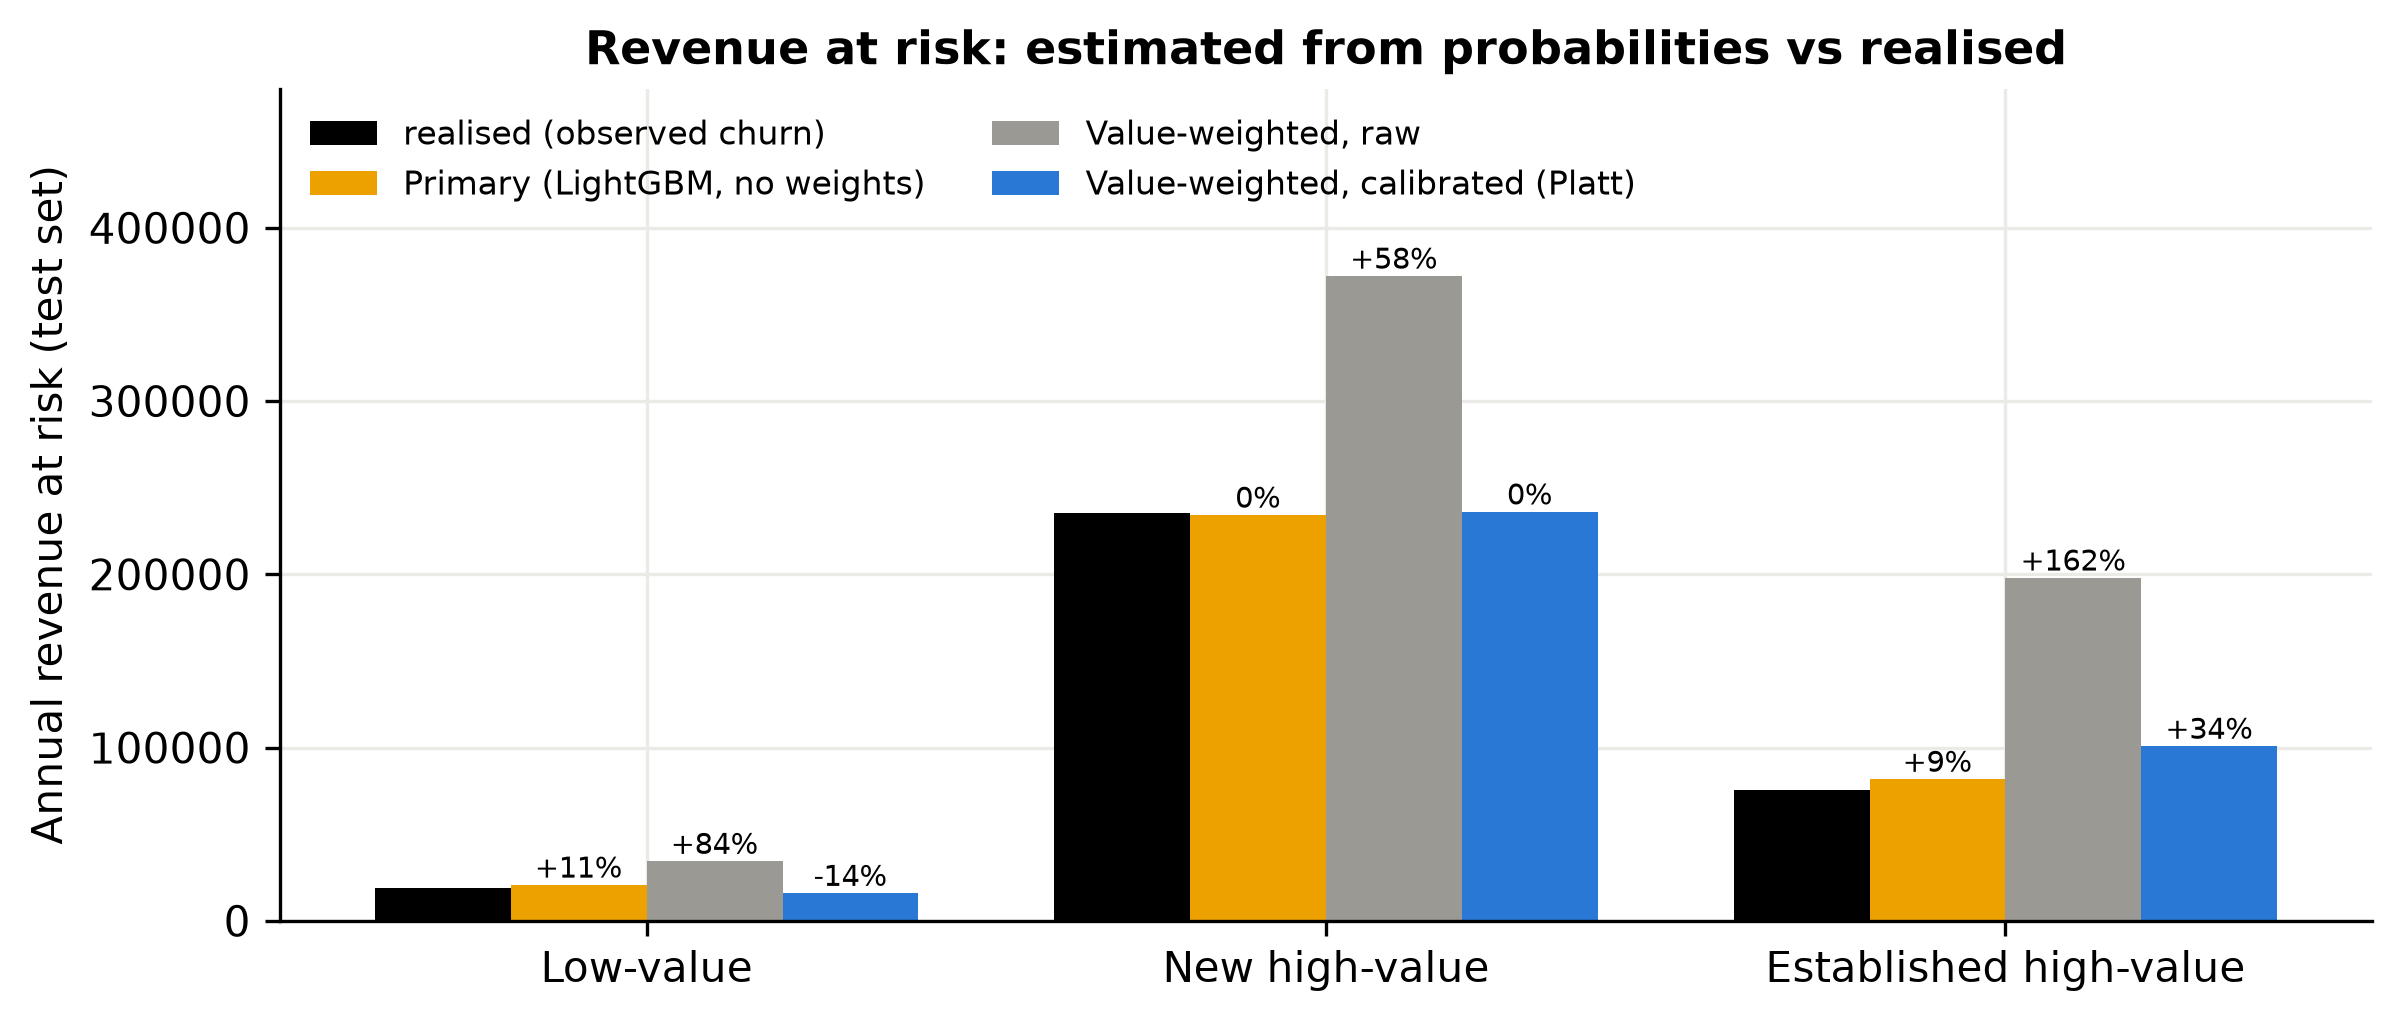 Revenue at risk: estimated from probabilities vs realised
realised (observed churn)
Primary (LightGBM, no weights)
Value-weighted, raw
Value-weighted, calibrated (Platt)
Annual revenue at risk (test set)
400000
300000
200000
100000
0
+11%
+84%
-14%
0%
+58%
0%
+9%
+162%
+34%
Low-value
New high-value
Established high-value